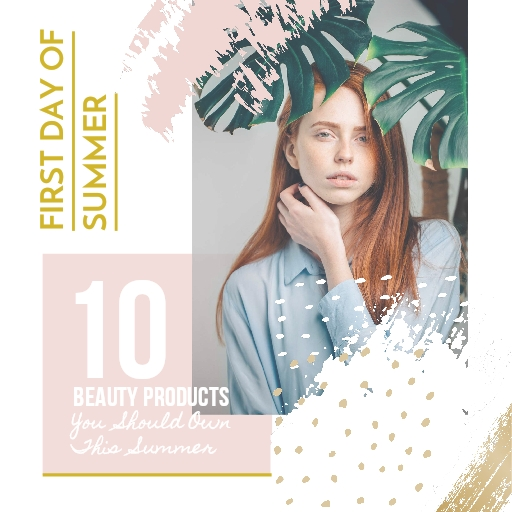 FIRST DAY OF
SUMMER
10
BEAUTY PRODUCTS
You Should Own
This Summer